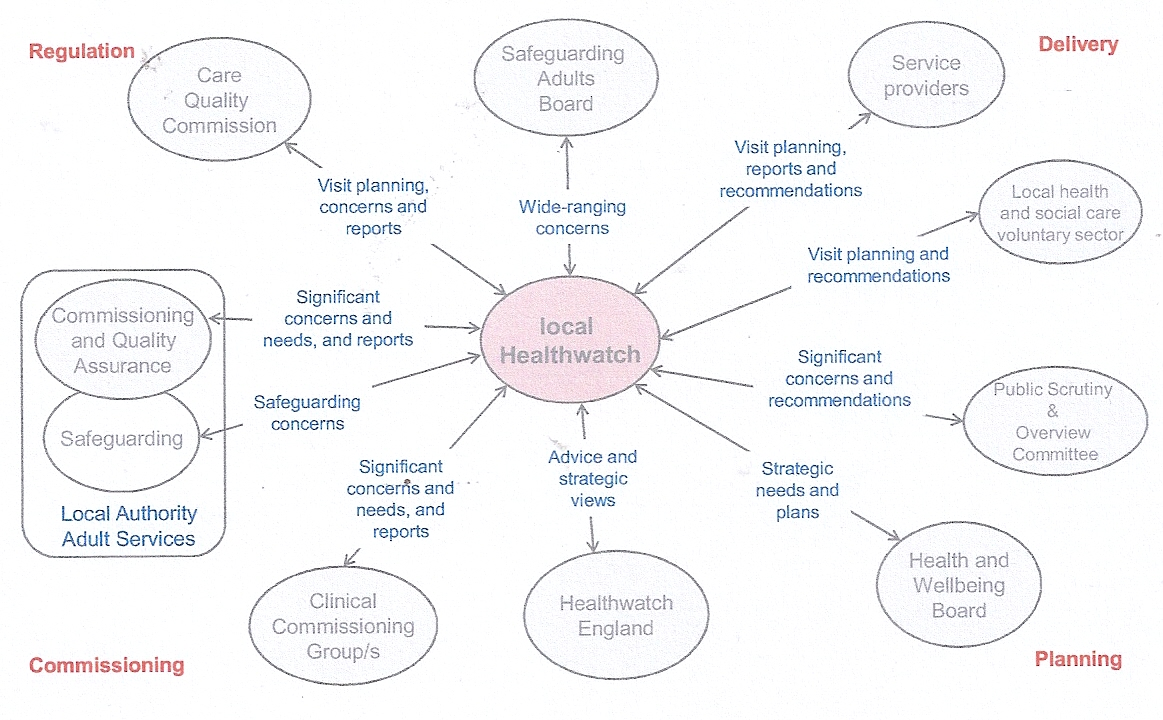 Regulation
Delivery
Care
Quality
Commission
Safeguarding
Adults
Board
Service
providers
Visit planning,
concerns and
reports
Wide-ranging
concerns
Visit planning,
reports and
recommendations
Local health
and social care
voluntary sector
Visit planning and
recommendations
Commissioning
and Quality
Assurance
Significant
concerns and
needs, and reports
local
Healthwatch
Significant
concerns and
recommendations
Public Scrutiny
&
Overview
Committee
Safeguarding
Safeguarding
concerns
Local Authority
Adult Services
Significant
concerns and
needs, and
reports
Advice and
strategic
views
Strategic
needs and
plans
Clinical
Commissioning
Group/s
Healthwatch
England
Health and
Wellbeing
Board
Commissioning
Planning